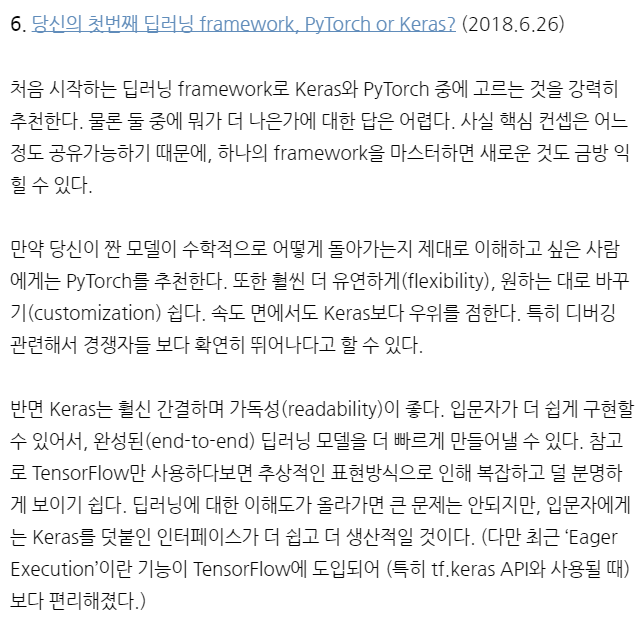 6. 당신의 첫번째 딥러닝 framework, PyTorch or Keras? (2018.6.26)
처음 시작하는 딥러닝 framework로 Keras와 PyTorch 중에 고르는 것을 강력히
추천한다. 물론 둘 중에 뭐가 더 나은가에 대한 답은 어렵다. 사실 핵심 컨셉은 어느
정도 공유가능하기 때문에, 하나의 framework을 마스터하면 새로운 것도 금방 익
힐 수 있다.
만약 당신이 짠 모델이 수학적으로 어떻게 돌아가는지 제대로 이해하고 싶은 사람
에게는 PyTorch를 추천한다. 또한 훨씬 더 유연하게(flexibility), 원하는 대로 바꾸
기(customization) 쉽다. 속도 면에서도 Keras보다 우위를 점한다. 특히 디버깅
관련해서 경쟁자들 보다 확연히 뛰어나다고 할 수 있다.
반면 Keras는 훨신 간결하며 가독성(readability)이 좋다. 입문자가 더 쉽게 구현할
수 있어서, 완성된(end-to-end) 딥러닝 모델을 더 빠르게 만들어낼 수 있다. 참고
로 TensorFlow만 사용하다보면 추상적인 표현방식으로 인해 복잡하고 덜 분명하
게 보이기 쉽다. 딥러닝에 대한 이해도가 올라가면 큰 문제는 안되지만, 입문자에게
는 Keras를 덧붙인 인터페이스가 더 쉽고 더 생산적일 것이다. (다만 최근 ‘Eager
Execution’이란 기능이 TensorFlow에 도입되어 (특히 tf.keras API와 사용될 때)
보다 편리해졌다.)